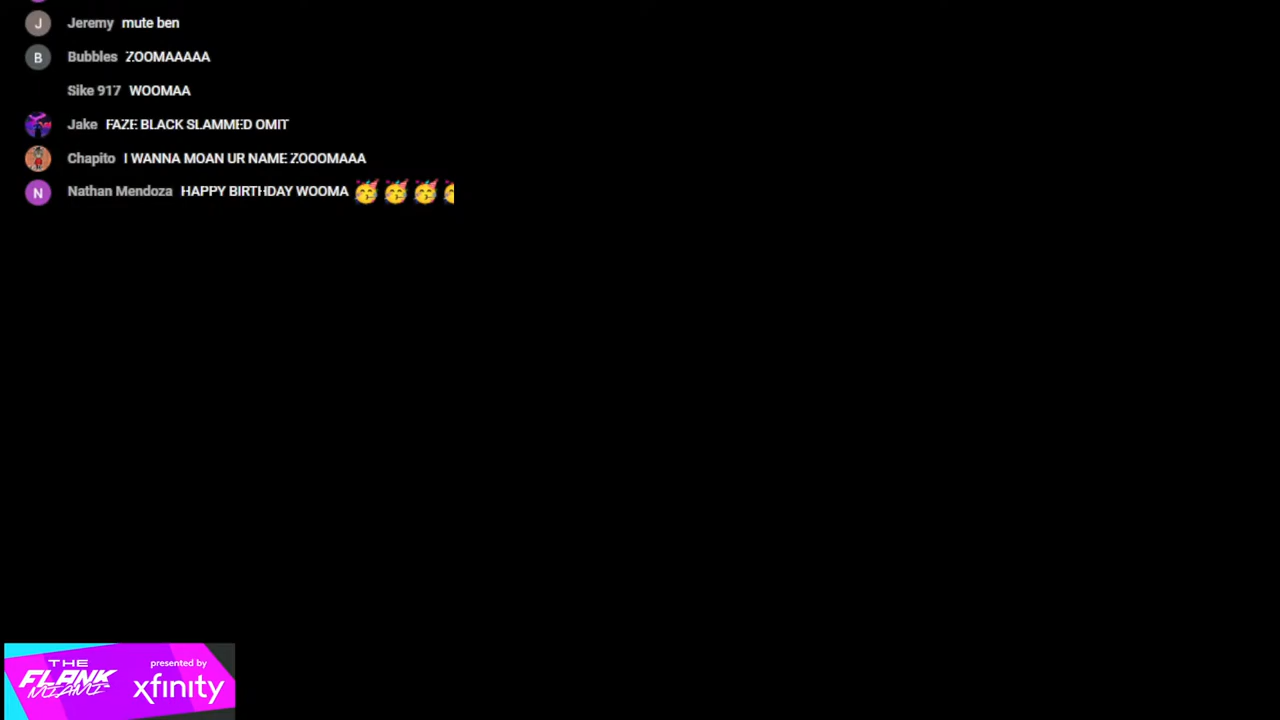 Jeremy mute ben
Bubbles ZOOMAAAAA
Sike 917 WOOMAA
Jake FAZE BLACK SLAMMED OMIT
Chapito I WANNA MOAN UR NAME ZOOOMAAA
Nathan Mendoza HAPPY BIRTHDAY WOOMA 🥳🥳🥳
J
B
N
THE
FLANK
MIAMI
presented by
xfinity